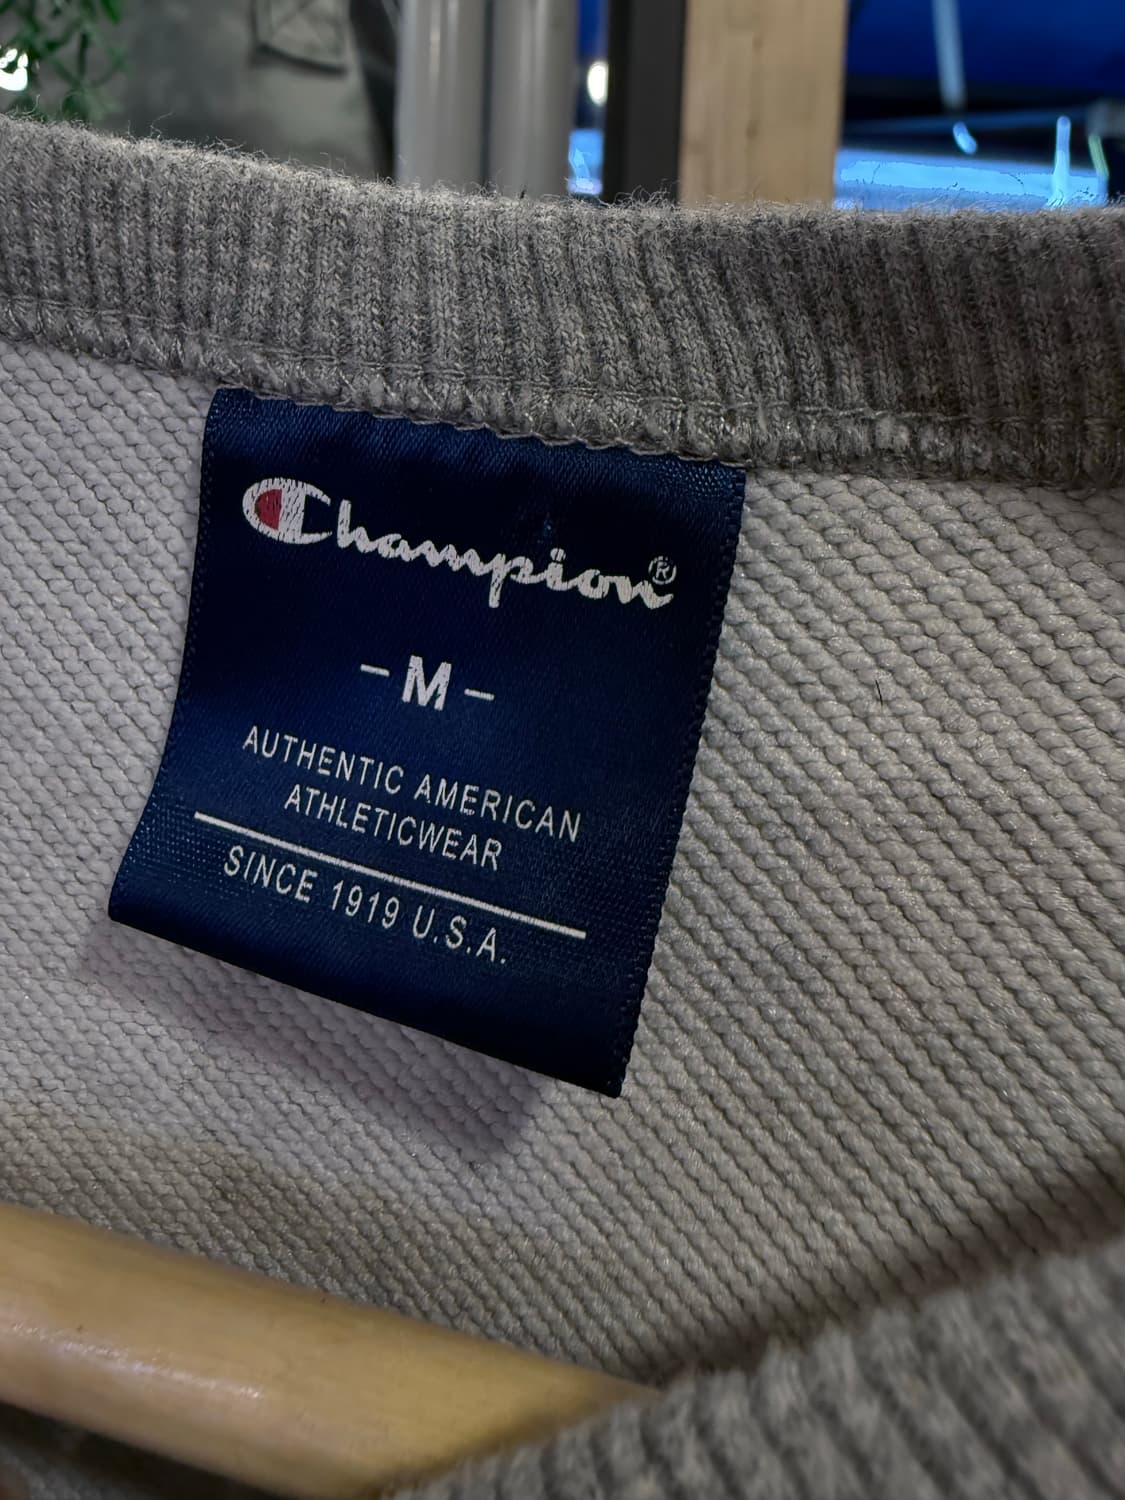 Champion®
- M -
AUTHENTIC AMERICAN
ATHLETICWEAR
SINCE 1919 U.S.A.